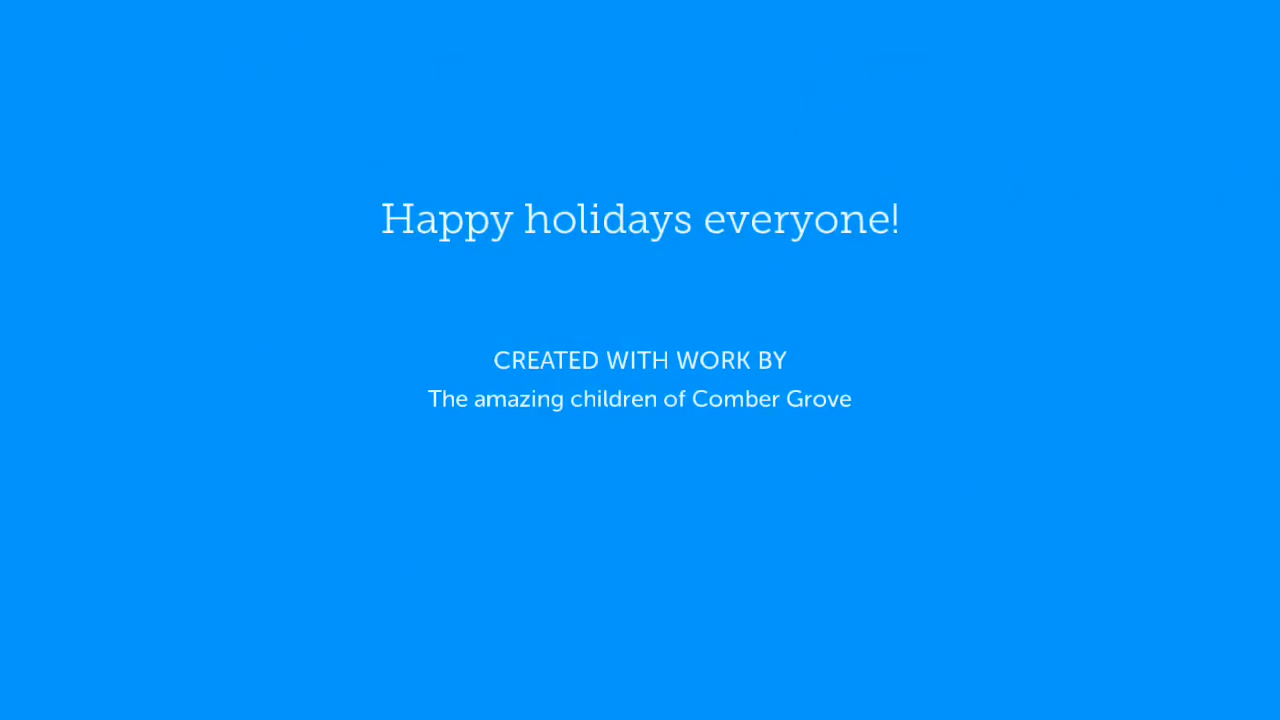 Happy holidays everyone!
CREATED WITH WORK BY
The amazing children of Comber Grove